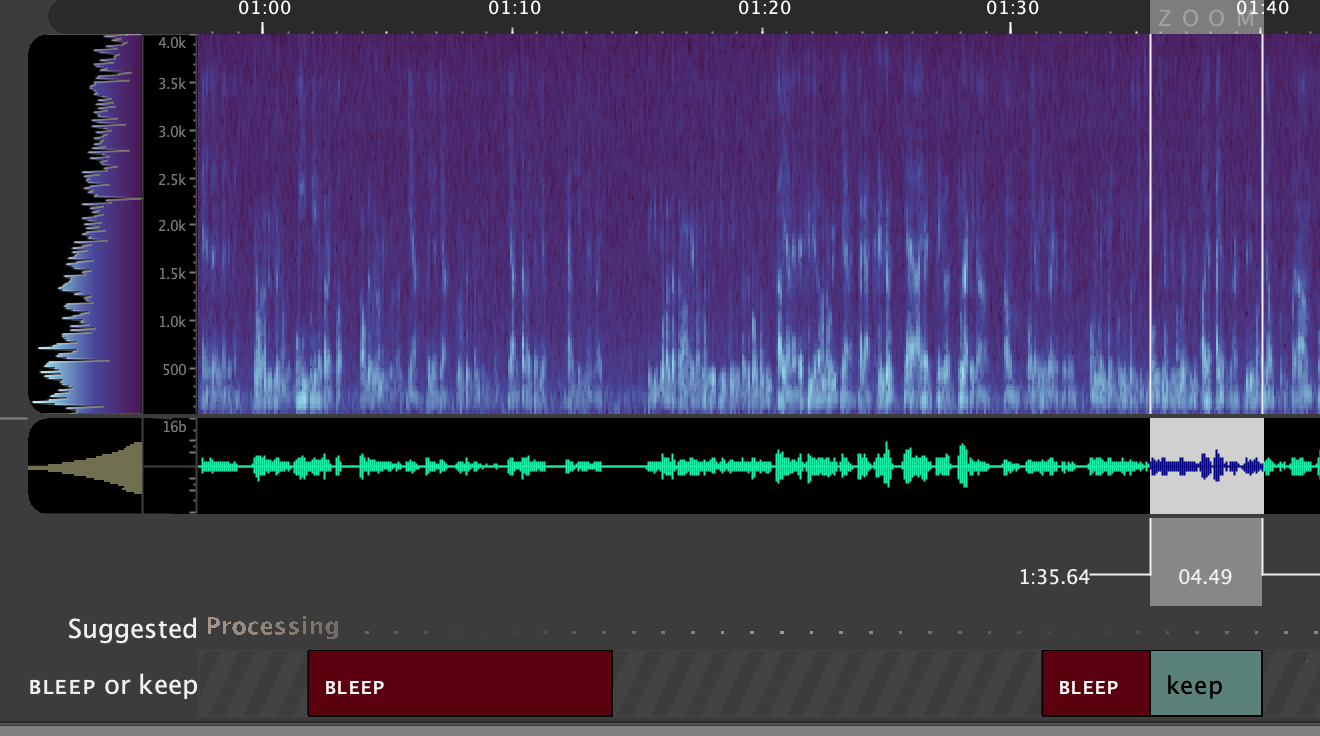 01:00 01:10 01:20 01:30 01:40
ZOOM
4.0k
3.5k
3.0k
2.5k
2.0k
1.5k
1.0k
500
16b
1:35.64 04.49
Suggested Processing
BLEEP or keep BLEEP BLEEP keep